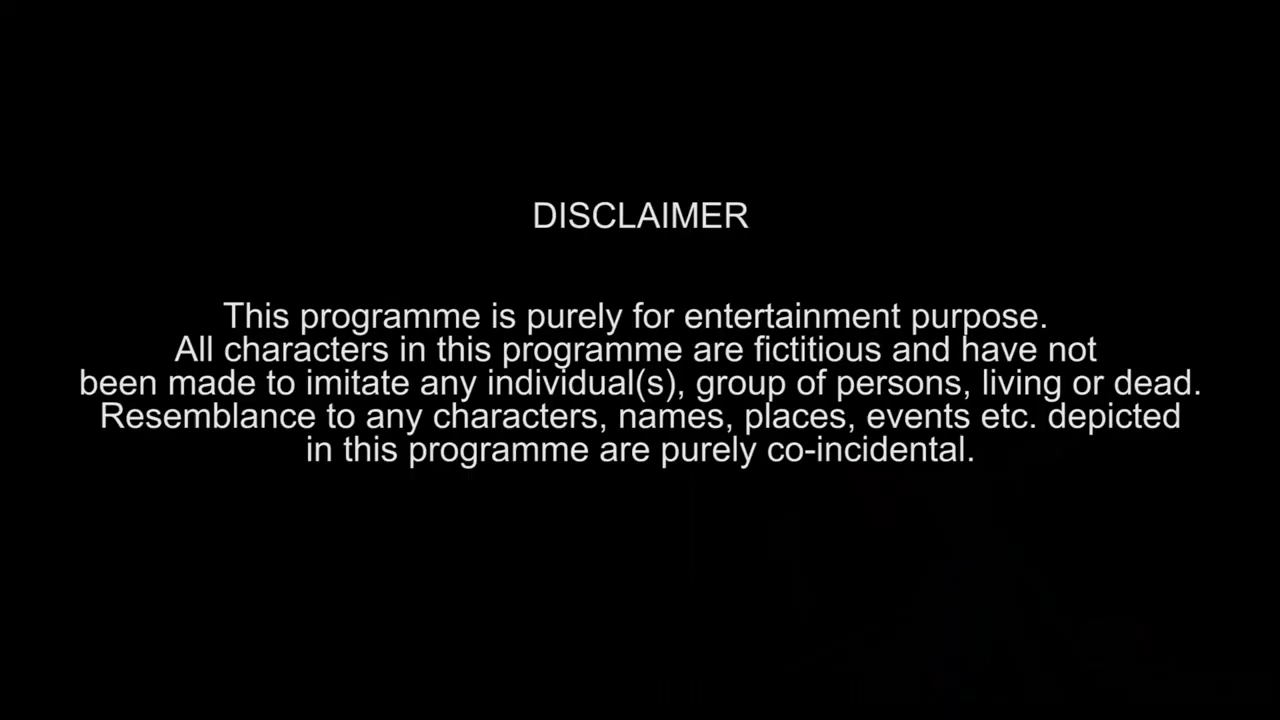 DISCLAIMER
This programme is purely for entertainment purpose.
All characters in this programme are fictitious and have not
been made to imitate any individual(s), group of persons, living or dead.
Resemblance to any characters, names, places, events etc. depicted
in this programme are purely co-incidental.